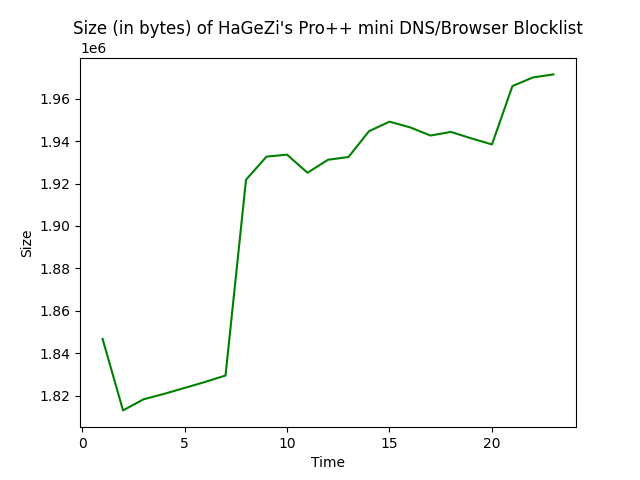 Size (in bytes) of HaGeZi's Pro++ mini DNS/Browser Blocklist
1e6
1.96
1.94
1.92
1.90
1.88
1.86
1.84
1.82
Size
0 5 10 15 20
Time